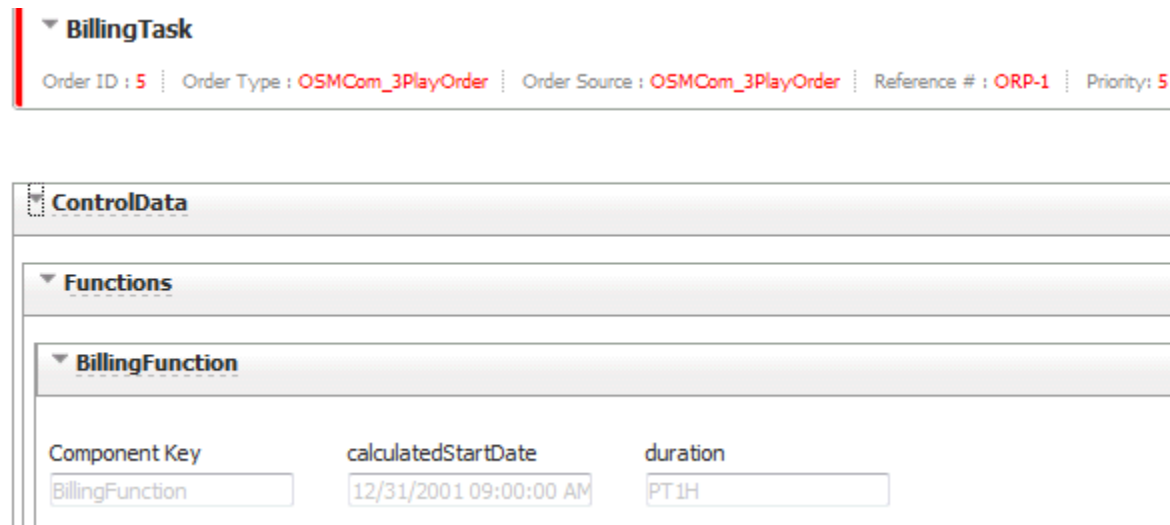 BillingTask
Order ID : 5 Order Type : OSMCom_3PlayOrder Order Source : OSMCom_3PlayOrder Reference # : ORP-1 Priority: 5
ControlData
Functions
BillingFunction
Component Key calculatedStartDate duration
BillingFunction 12/31/2001 09:00:00 AM PT1H